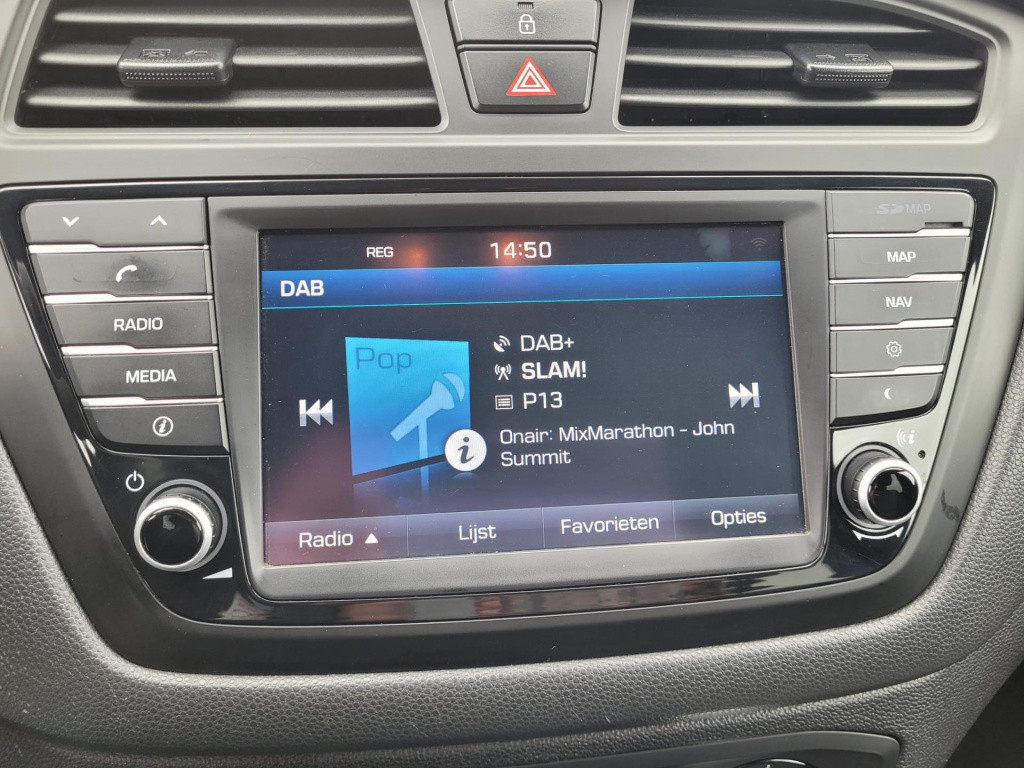 SD MAP
REG 14:50
MAP
DAB
NAV
RADIO
MEDIA
Pop
DAB+
SLAM!
P13
Onair: MixMarathon - John
Summit
Radio ▲ Lijst Favorieten Opties